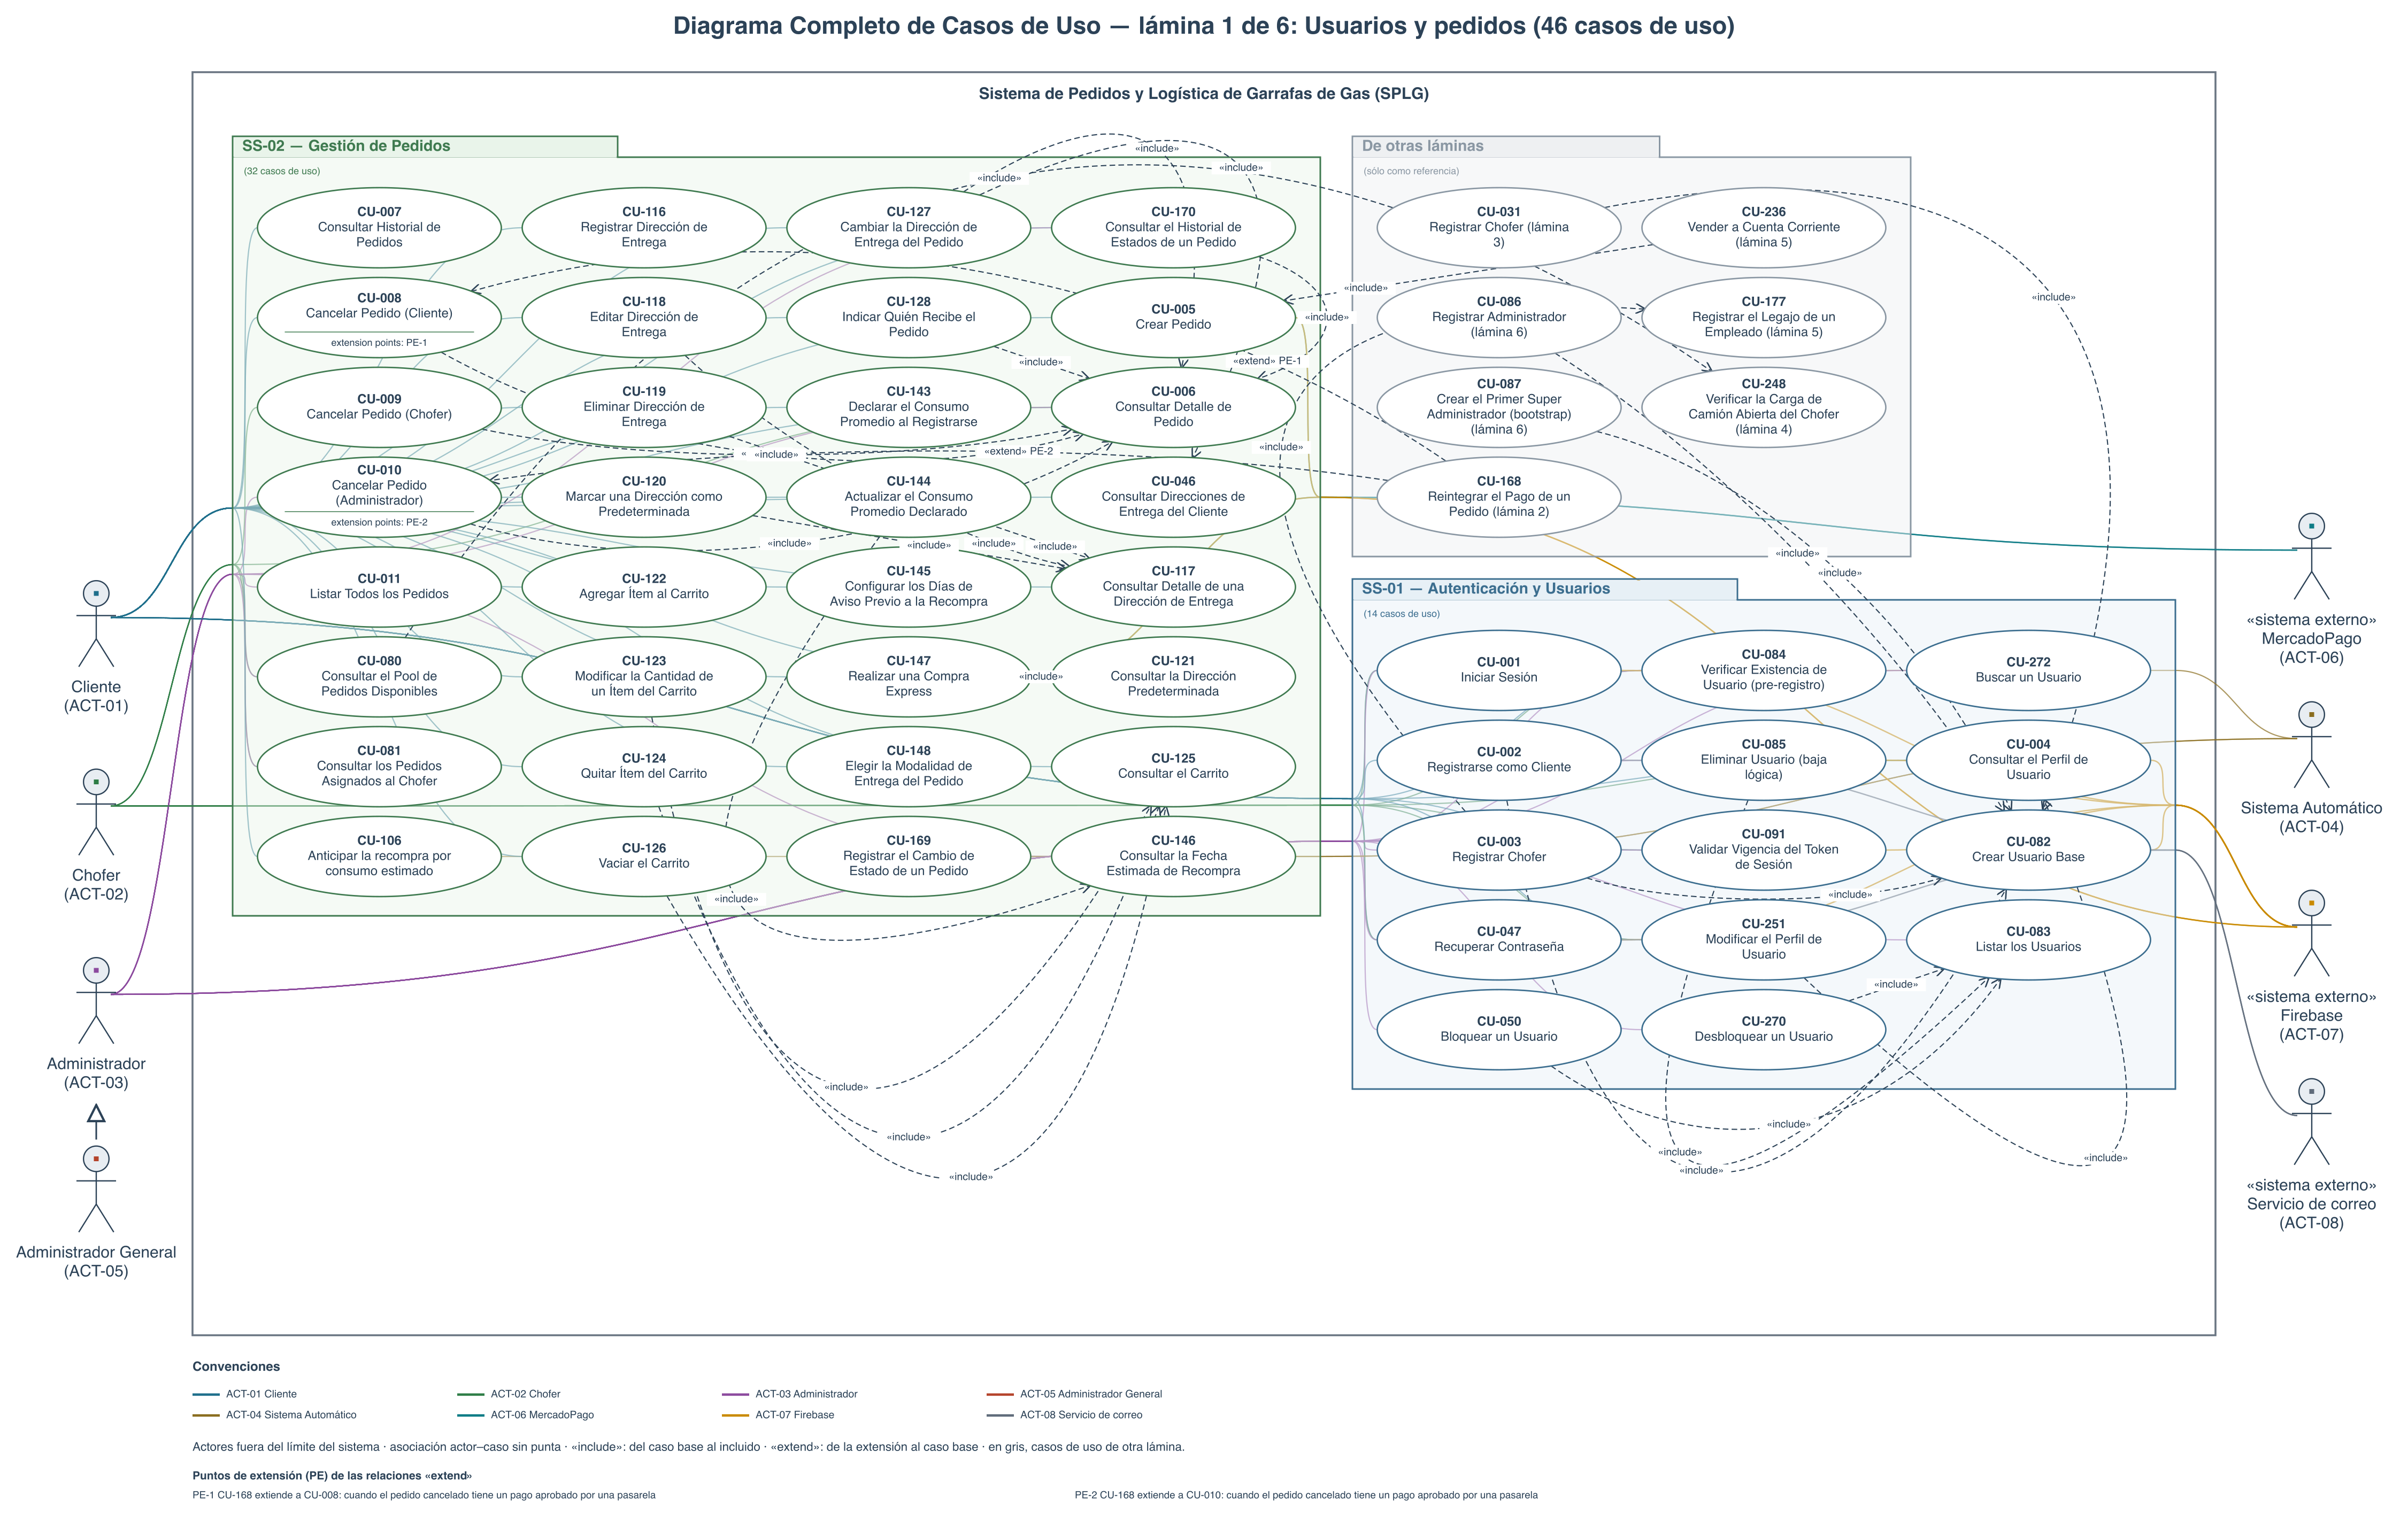 Diagrama Completo de Casos de Uso — lámina 1 de 6: Usuarios y pedidos (46 casos de uso)
Sistema de Pedidos y Logística de Garrafas de Gas (SPLG)
SS-02 — Gestión de Pedidos
(32 casos de uso)
CU-007
Consultar Historial de
Pedidos
CU-116
Registrar Dirección de
Entrega
CU-127
Cambiar la Dirección de
Entrega del Pedido
CU-170
Consultar el Historial de
Estados de un Pedido
CU-008
Cancelar Pedido (Cliente)
extension points: PE-1
CU-118
Editar Dirección de
Entrega
CU-128
Indicar Quién Recibe el
Pedido
CU-005
Crear Pedido
CU-009
Cancelar Pedido (Chofer)
CU-119
Eliminar Dirección de
Entrega
CU-143
Declarar el Consumo
Promedio al Registrarse
CU-006
Consultar Detalle de
Pedido
CU-010
Cancelar Pedido
(Administrador)
extension points: PE-2
CU-120
Marcar una Dirección como
Predeterminada
CU-144
Actualizar el Consumo
Promedio Declarado
CU-046
Consultar Direcciones de
Entrega del Cliente
CU-011
Listar Todos los Pedidos
CU-122
Agregar Ítem al Carrito
CU-145
Configurar los Días de
Aviso Previo a la Recompra
CU-117
Consultar Detalle de una
Dirección de Entrega
CU-080
Consultar el Pool de
Pedidos Disponibles
CU-123
Modificar la Cantidad de
un Ítem del Carrito
CU-147
Realizar una Compra
Express
CU-121
Consultar la Dirección
Predeterminada
CU-081
Consultar los Pedidos
Asignados al Chofer
CU-124
Quitar Ítem del Carrito
CU-148
Elegir la Modalidad de
Entrega del Pedido
CU-125
Consultar el Carrito
CU-106
Anticipar la recompra por
consumo estimado
CU-126
Vaciar el Carrito
CU-169
Registrar el Cambio de
Estado de un Pedido
CU-146
Consultar la Fecha
Estimada de Recompra
«include»
«include»
«include»
«include»
«include»
«include»
«extend» PE-1
«include»
«include»
«extend» PE-2
«include»
«include»
«include»
«include»
«include»
«include»
«include»
«include»
«include»
De otras láminas
(sólo como referencia)
CU-031
Registrar Chofer (lámina
3)
CU-236
Vender a Cuenta Corriente
(lámina 5)
CU-086
Registrar Administrador
(lámina 6)
CU-177
Registrar el Legajo de un
Empleado (lámina 5)
CU-087
Crear el Primer Super
Administrador (bootstrap)
(lámina 6)
CU-248
Verificar la Carga de
Camión Abierta del Chofer
(lámina 4)
CU-168
Reintegrar el Pago de un
Pedido (lámina 2)
«include»
«include»
«include»
SS-01 — Autenticación y Usuarios
(14 casos de uso)
CU-001
Iniciar Sesión
CU-084
Verificar Existencia de
Usuario (pre-registro)
CU-272
Buscar un Usuario
CU-002
Registrarse como Cliente
CU-085
Eliminar Usuario (baja
lógica)
CU-004
Consultar el Perfil de
Usuario
CU-003
Registrar Chofer
CU-091
Validar Vigencia del Token
de Sesión
CU-082
Crear Usuario Base
«include»
CU-047
Recuperar Contraseña
CU-251
Modificar el Perfil de
Usuario
CU-083
Listar los Usuarios
«include»
CU-050
Bloquear un Usuario
CU-270
Desbloquear un Usuario
«include»
«include»
«include»
«include»
Cliente
(ACT-01)
Chofer
(ACT-02)
Administrador
(ACT-03)
Administrador General
(ACT-05)
«sistema externo»
MercadoPago
(ACT-06)
Sistema Automático
(ACT-04)
«sistema externo»
Firebase
(ACT-07)
«sistema externo»
Servicio de correo
(ACT-08)
Convenciones
ACT-01 Cliente
ACT-02 Chofer
ACT-03 Administrador
ACT-05 Administrador General
ACT-04 Sistema Automático
ACT-06 MercadoPago
ACT-07 Firebase
ACT-08 Servicio de correo
Actores fuera del límite del sistema · asociación actor–caso sin punta · «include»: del caso base al incluido · «extend»: de la extensión al caso base · en gris, casos de uso de otra lámina.
Puntos de extensión (PE) de las relaciones «extend»
PE-1 CU-168 extiende a CU-008: cuando el pedido cancelado tiene un pago aprobado por una pasarela
PE-2 CU-168 extiende a CU-010: cuando el pedido cancelado tiene un pago aprobado por una pasarela